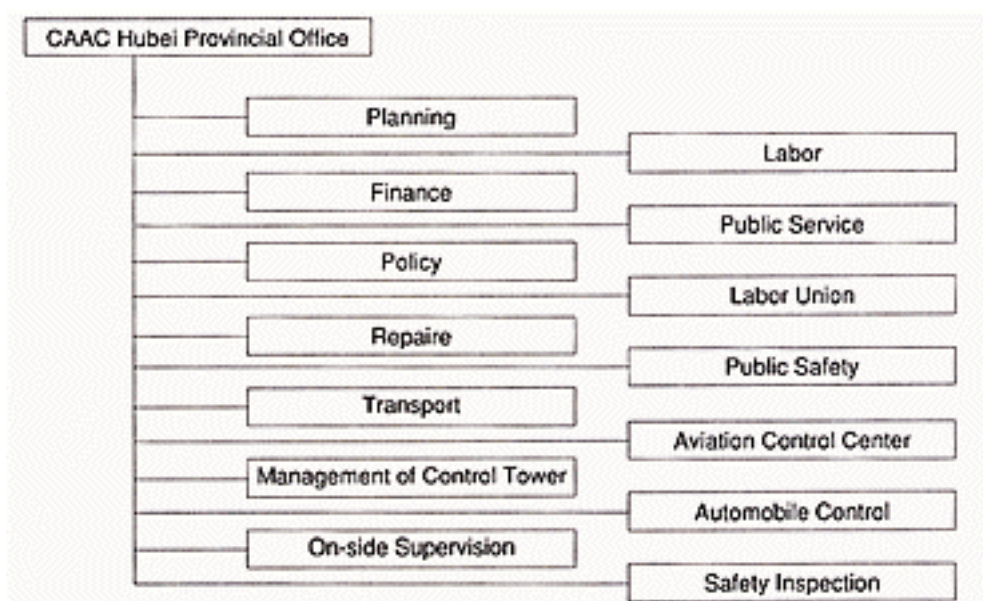 CAAC Hubei Provincial Office
Planning
Labor
Finance
Public Service
Policy
Labor Union
Repaire
Public Safety
Transport
Aviation Control Center
Management of Control Tower
Automobile Control
On-side Supervision
Safety Inspection